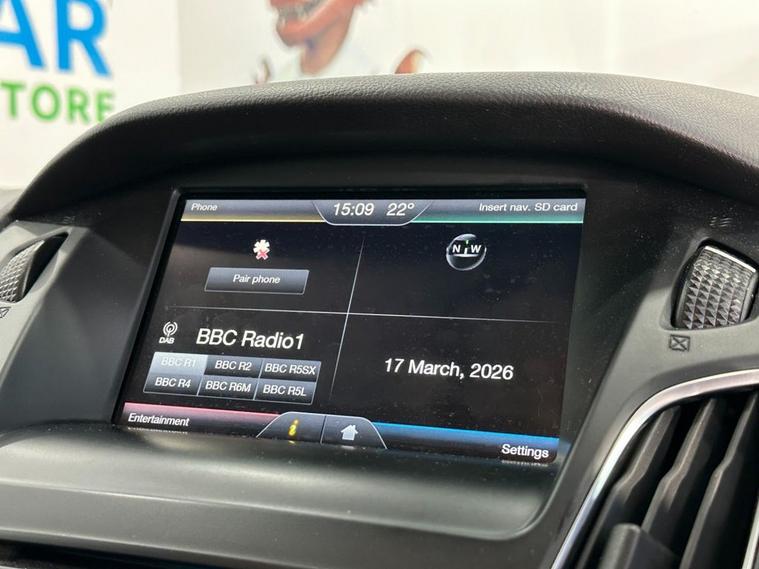 AR
TORE
Phone
15:09 22°
Insert nav. SD card
N W
Pair phone
DAB
BBC Radio1
BBC R1 BBC R2 BBC R5SX
BBC R4 BBC R6M BBC R5L
17 March, 2026
Entertainment
i
Settings